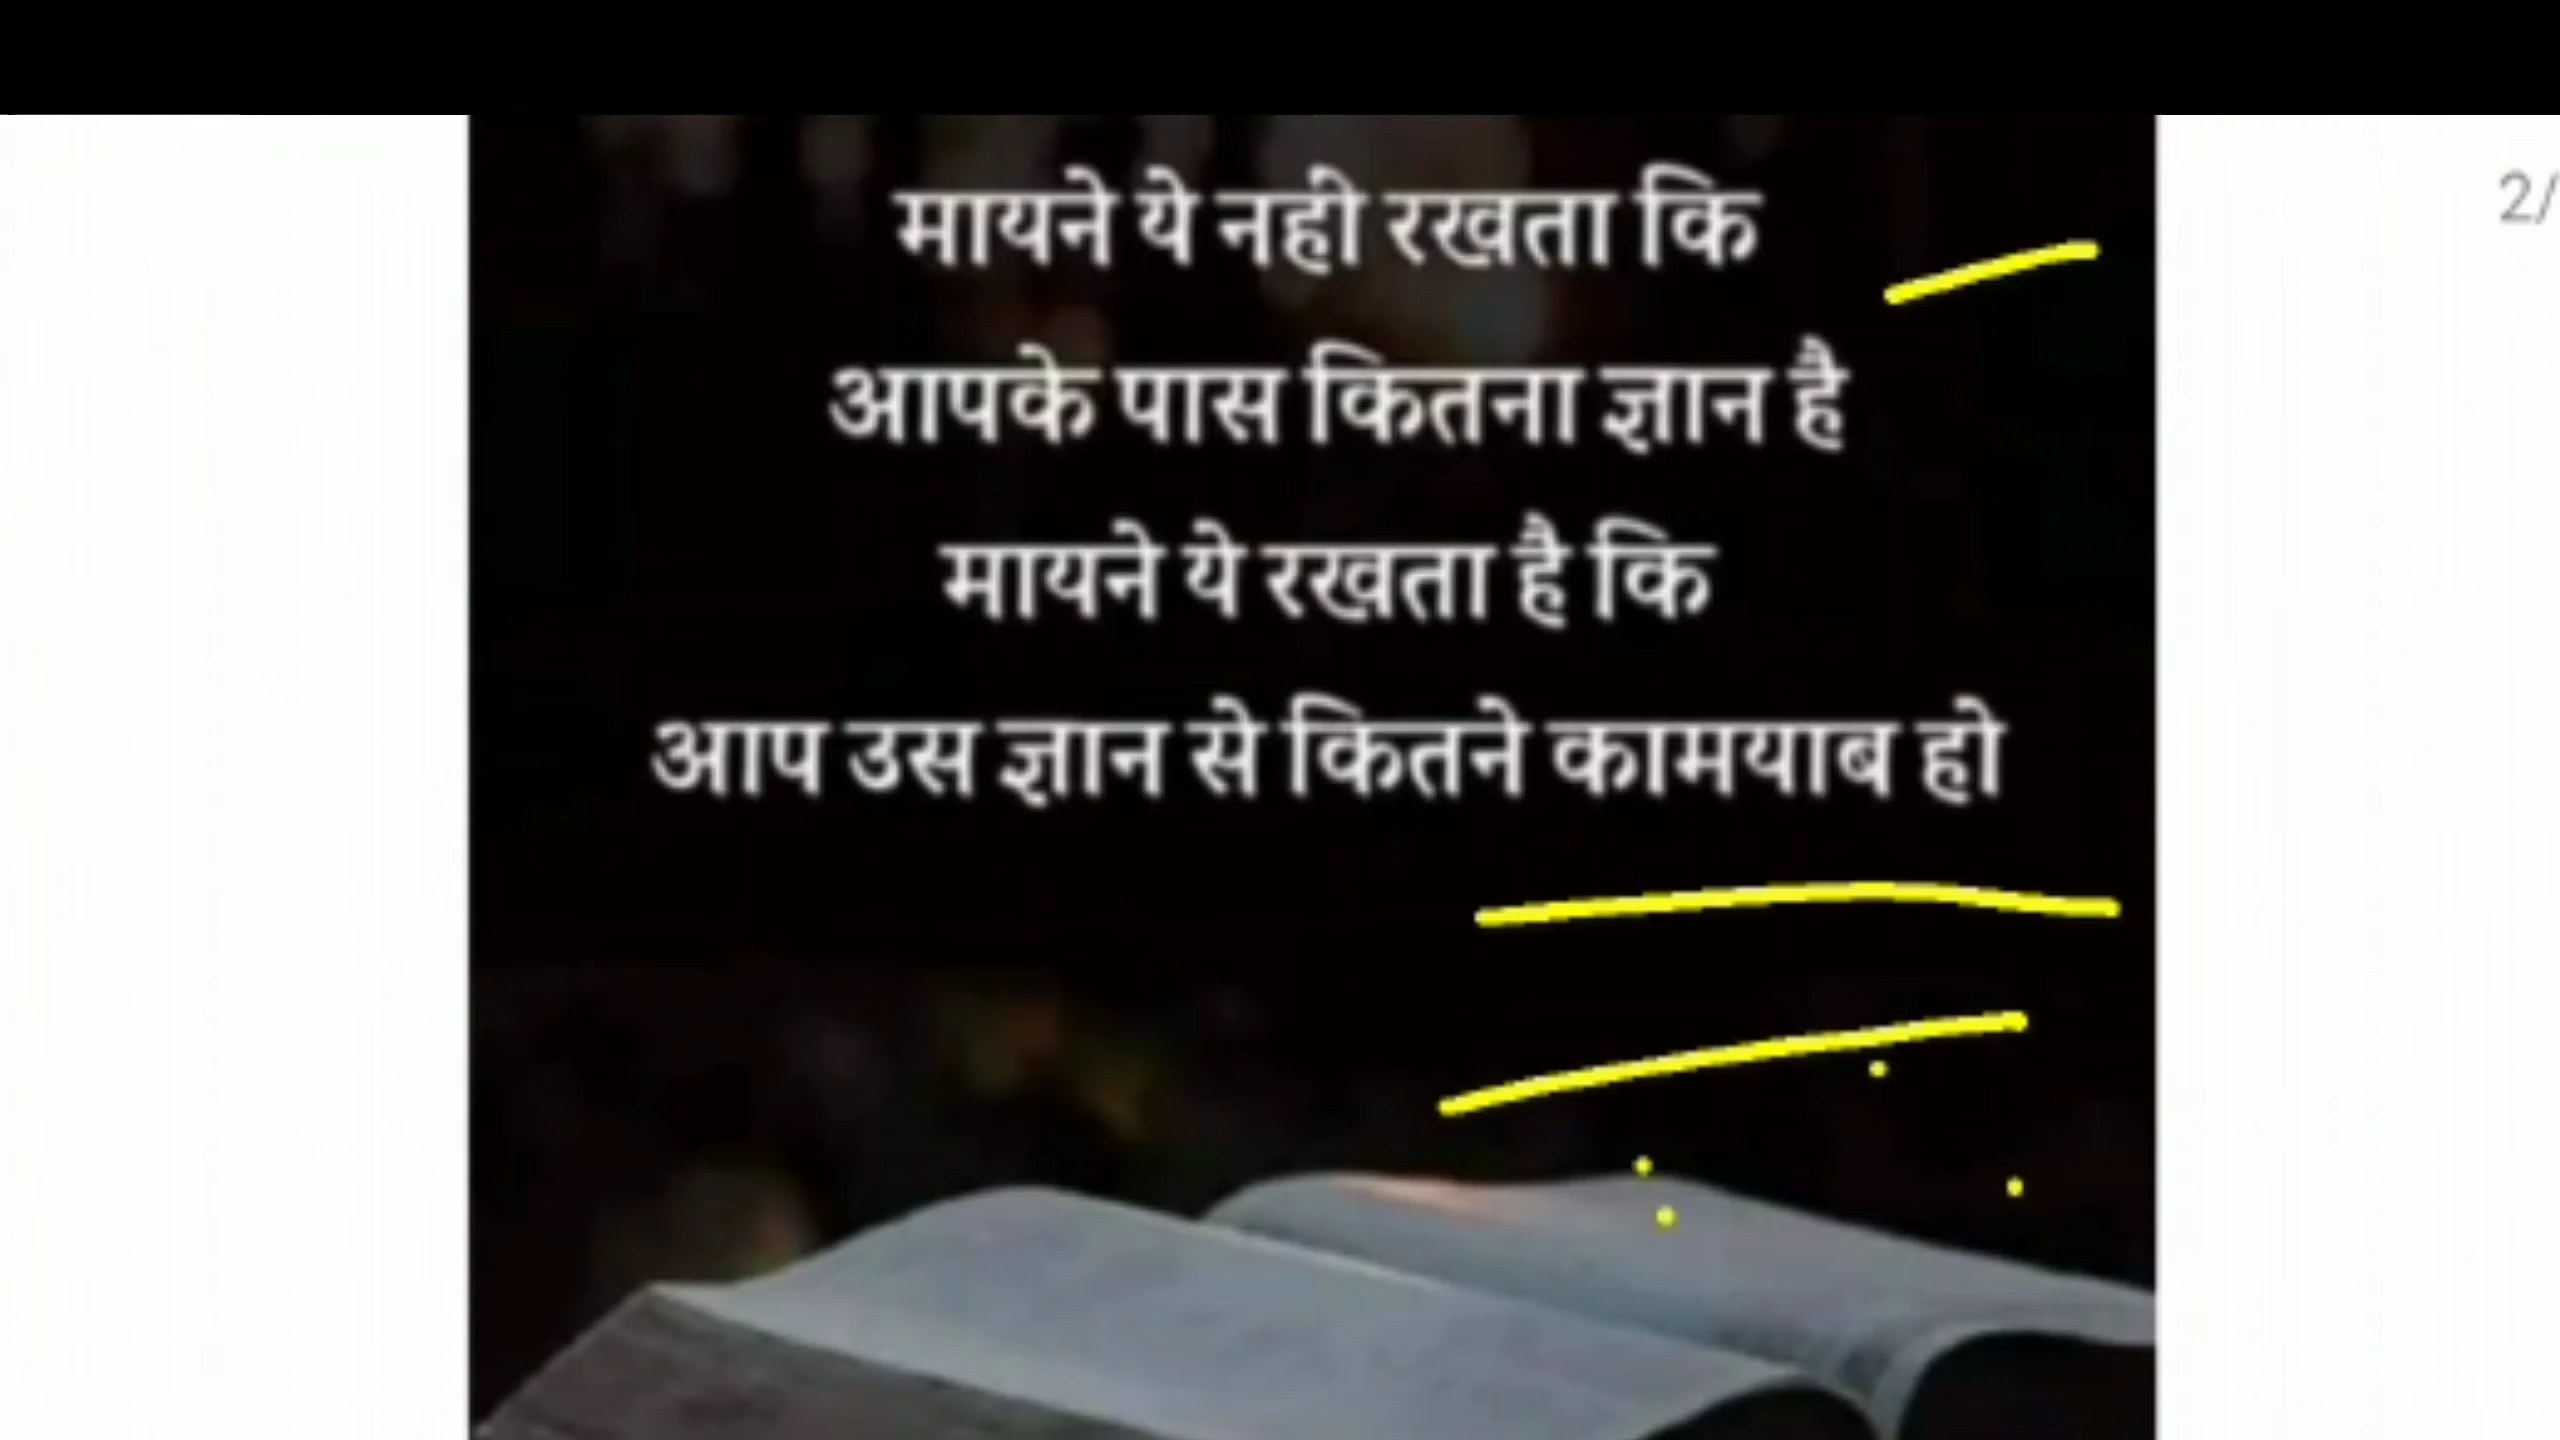 मायने ये नही रखता कि
2/
आपके पास कितना ज्ञान है
मायने ये रखता है कि
आप उस ज्ञान से कितने कामयाब हो